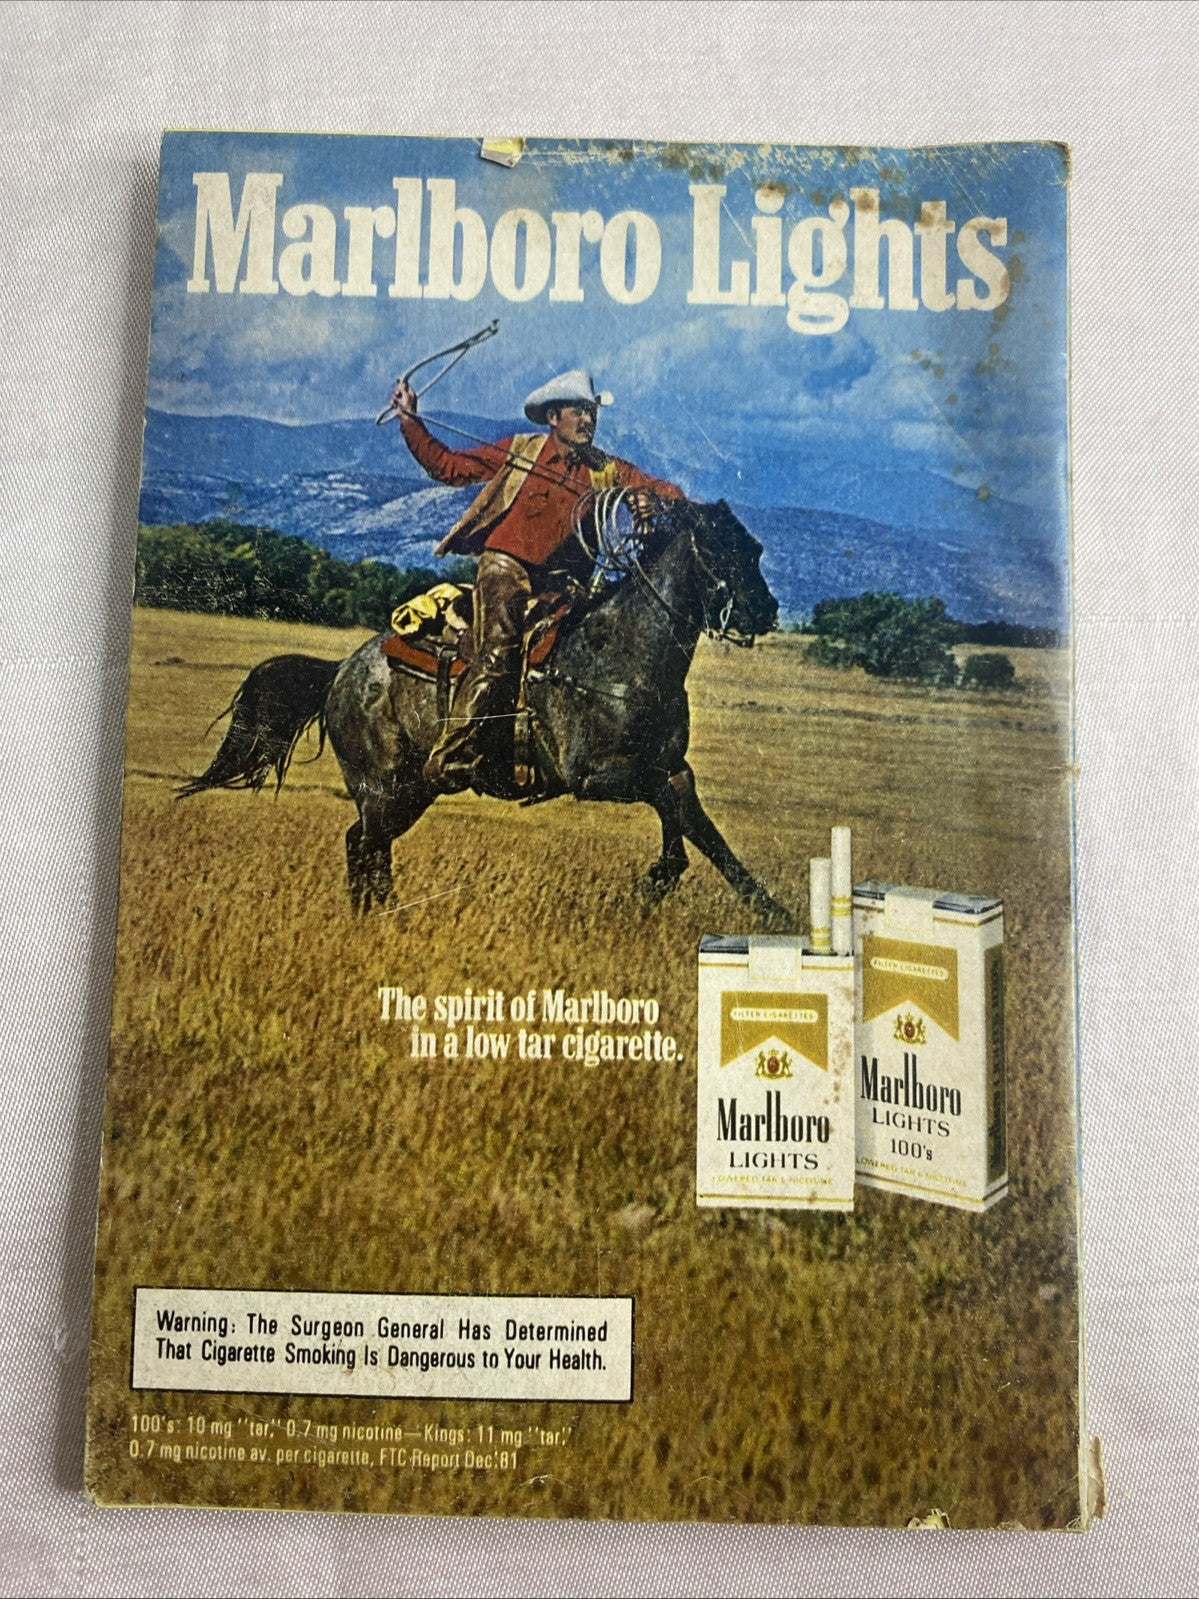 Marlboro Lights
The spirit of Marlboro
in a low tar cigarette.
FILTER CIGARETTES
Marlboro
LIGHTS
LOWERED TAR & NICOTINE
FILTER CIGARETTES
Marlboro
LIGHTS
100's
LOWERED TAR & NICOTINE
Warning: The Surgeon General Has Determined
That Cigarette Smoking Is Dangerous to Your Health.
100's: 10 mg "tar," 0.7 mg nicotine—Kings: 11 mg "tar,"
0.7 mg nicotine av. per cigarette, FTC Report Dec.'81